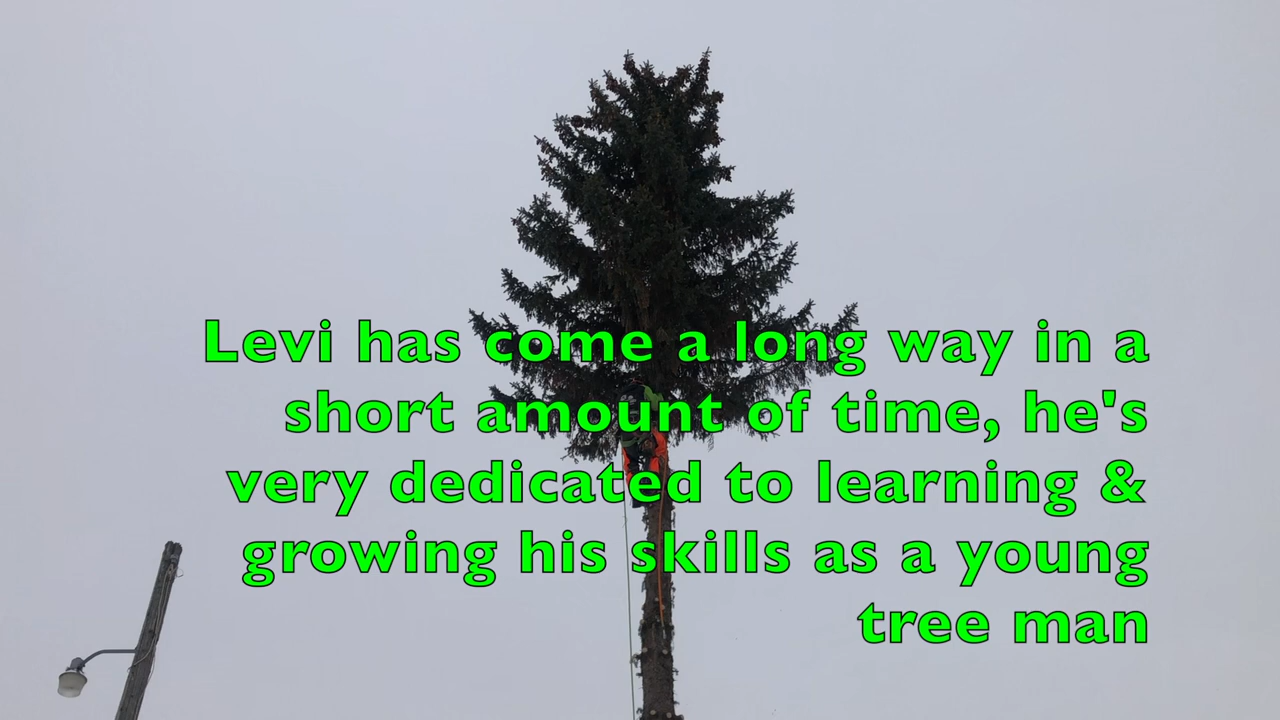 Levi has come a long way in a
short amount of time, he's
very dedicated to learning &
growing his skills as a young
tree man